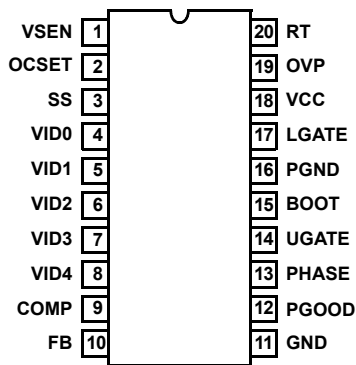 VSEN 1 20 RT
OCSET 2 19 OVP
SS 3 18 VCC
VID0 4 17 LGATE
VID1 5 16 PGND
VID2 6 15 BOOT
VID3 7 14 UGATE
VID4 8 13 PHASE
COMP 9 12 PGOOD
FB 10 11 GND